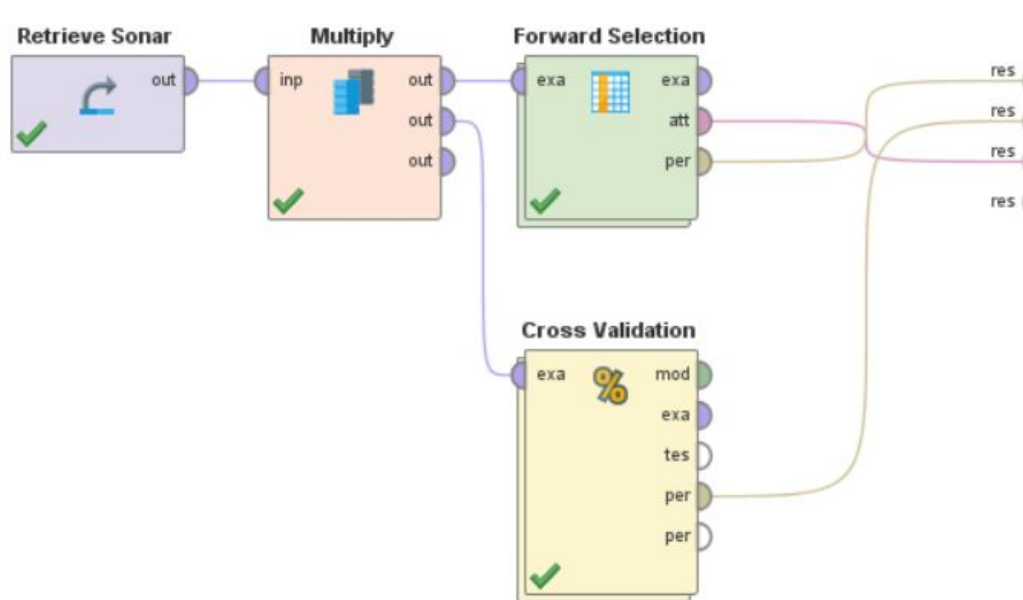 Retrieve Sonar
out
Multiply
inp
out
out
out
Forward Selection
exa
exa
att
per
Cross Validation
exa
%
mod
exa
tes
per
per
res
res
res
res